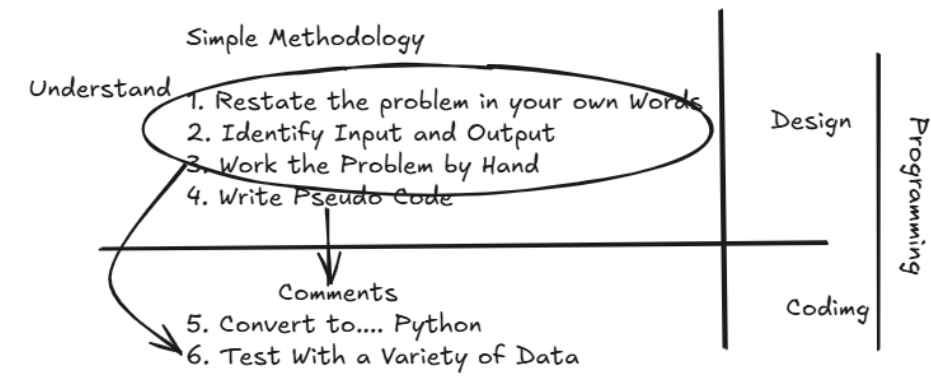 Simple Methodology
Understand
1. Restate the problem in your own Words
2. Identify Input and Output
3. Work the Problem by Hand
4. Write Pseudo Code
Design
Programming
Comments
5. Convert to.... Python
6. Test With a Variety of Data
Codimg